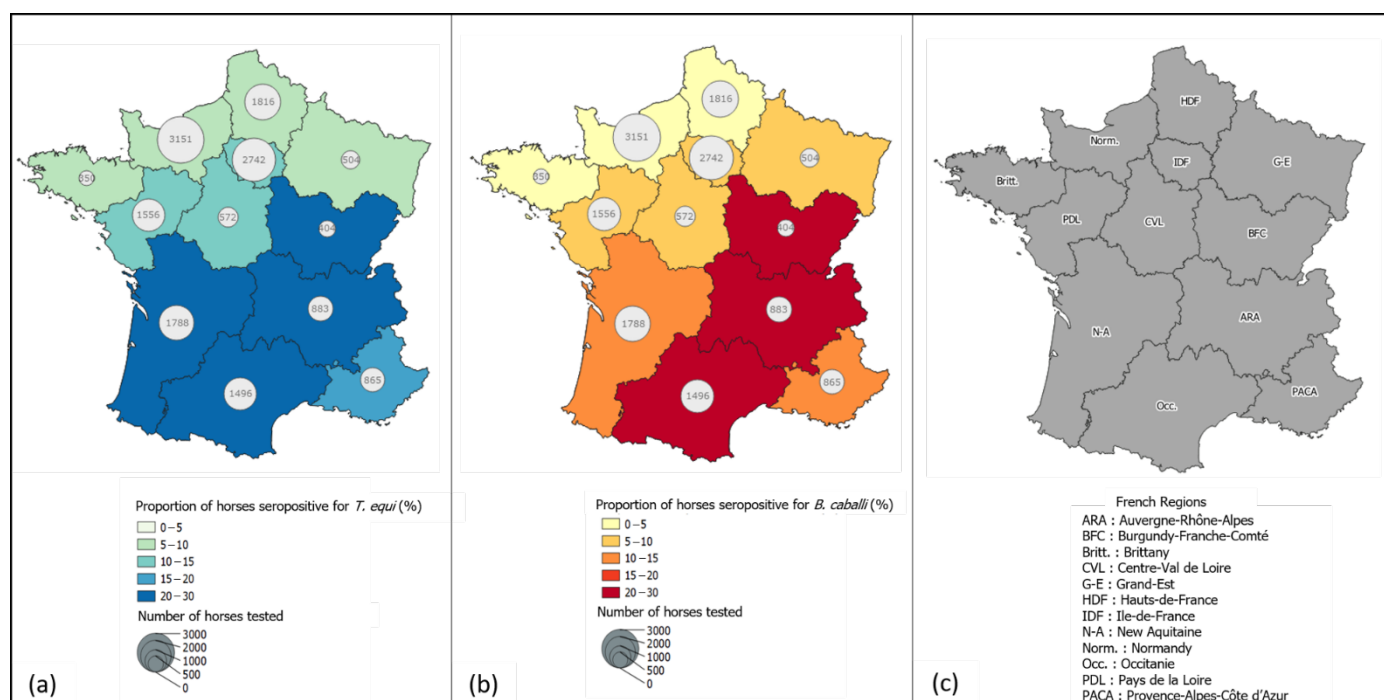 1816
3151
2742
504
350
1556
572
404
1788
883
865
1496
Proportion of horses seropositive for T. equi (%)
0–5
5–10
10–15
15–20
20–30
Number of horses tested
3000
2000
1000
500
0
(a)
1816
3151
2742
504
350
1556
572
404
1788
883
865
1496
Proportion of horses seropositive for B. caballi (%)
0–5
5–10
10–15
15–20
20–30
Number of horses tested
3000
2000
1000
500
0
(b)
HDF
Norm.
IDF
G-E
Britt.
PDL
CVL
BFC
N-A
ARA
PACA
Occ.
French Regions
ARA : Auvergne-Rhône-Alpes
BFC : Burgundy-Franche-Comté
Britt. : Brittany
CVL : Centre-Val de Loire
G-E : Grand-Est
HDF : Hauts-de-France
IDF : Ile-de-France
N-A : New Aquitaine
Norm. : Normandy
Occ. : Occitanie
PDL : Pays de la Loire
PACA : Provence-Alpes-Côte d'Azur
(c)